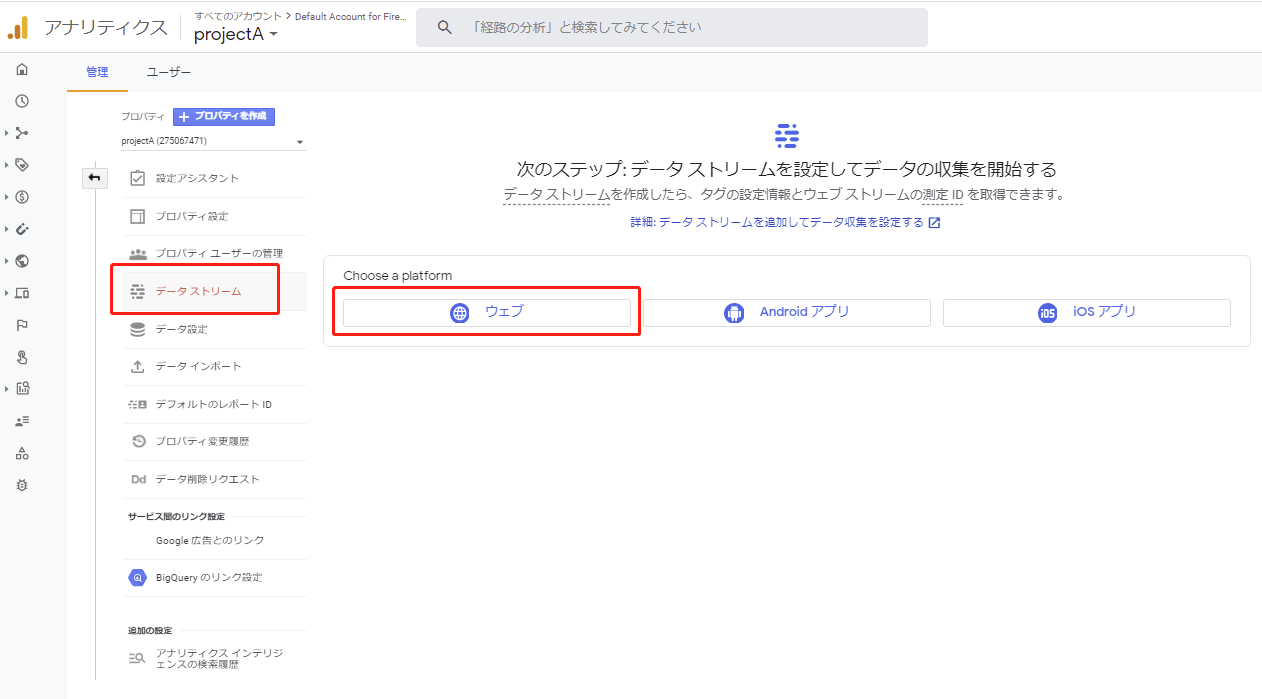 アナリティクス
すべてのアカウント > Default Account for Fire...
projectA
「経路の分析」と検索してみてください
管理
ユーザー
プロパティ
+ プロパティを作成
projectA (275067471)
設定アシスタント
プロパティ設定
プロパティ ユーザーの管理
データ ストリーム
データ設定
データ インポート
デフォルトのレポート ID
プロパティ変更履歴
Dd データ削除リクエスト
サービス間のリンク設定
Google 広告とのリンク
BigQuery のリンク設定
追加の設定
アナリティクス インテリジ
ェンスの検索履歴
次のステップ: データ ストリームを設定してデータの収集を開始する
データ ストリームを作成したら、タグの設定情報とウェブ ストリームの測定 ID を取得できます。
詳細: データ ストリームを追加してデータ収集を設定する
Choose a platform
ウェブ
Android アプリ
iOS iOS アプリ